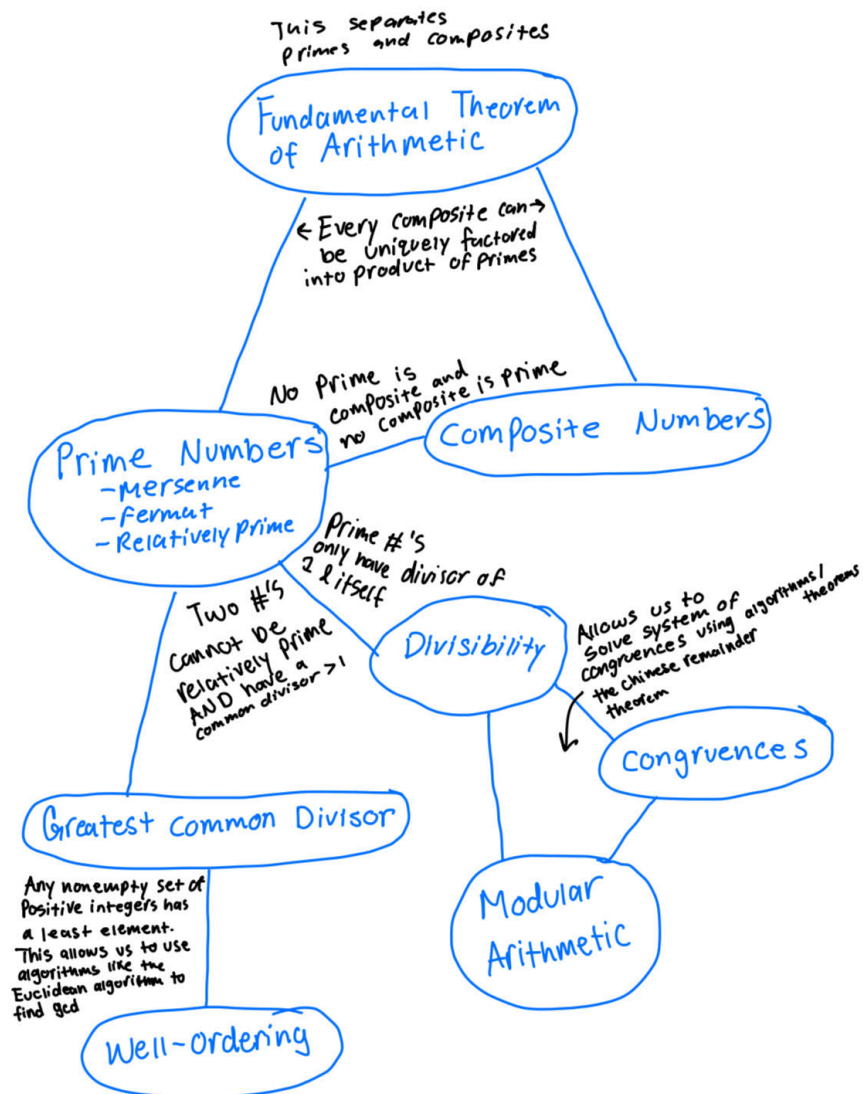 This separates
primes and composites
Fundamental Theorem
of Arithmetic
← Every composite can →
be uniquely factored
into product of primes
No prime is
composite and
no composite is prime
Composite Numbers
Prime Numbers
- Mersenne
- Fermat
- Relatively prime
Prime #'s
only have divisor of
1 & itself
Two #'s
cannot be
relatively prime
AND have a
common divisor >1
Divisibility
Allows us to
solve system of
congruences using algorithms/
theorems
the chinese remainder
theorem
Congruences
Greatest Common Divisor
Any nonempty set of
Positive integers has
a least element.
This allows us to use
algorithms like the
Euclidean algorithm to
find gcd
Modular
Arithmetic
Well-ordering